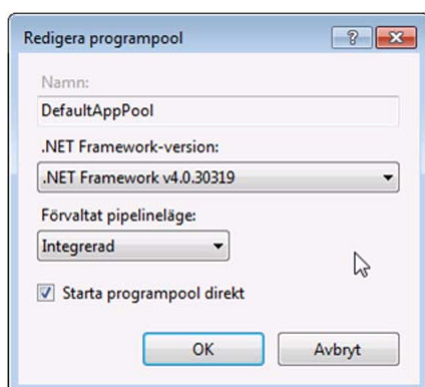 Redigera programpool
Namn:
DefaultAppPool
.NET Framework-version:
.NET Framework v4.0.30319
Förvaltat pipelineläge:
Integrerad
Starta programpool direkt
OK
Avbryt